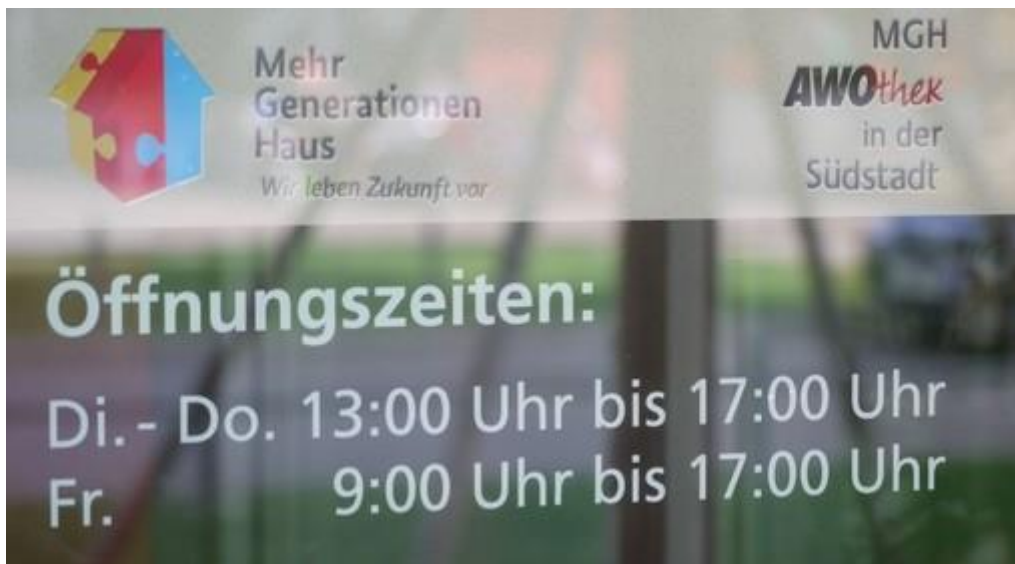 Mehr
Generationen
Haus
Wir leben Zukunft vor
MGH
AWOthek
in der
Südstadt
Öffnungszeiten:
Di. - Do. 13:00 Uhr bis 17:00 Uhr
Fr. 9:00 Uhr bis 17:00 Uhr